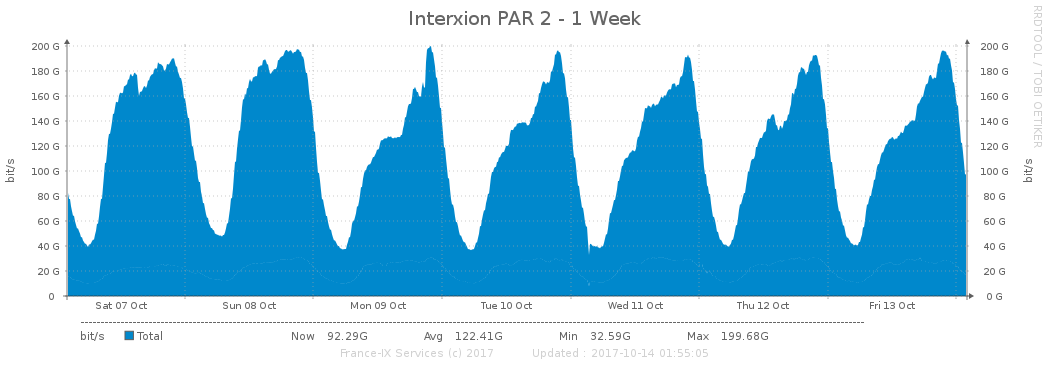 Interxion PAR 2 - 1 Week
RRDTOOL / TOBI OETIKER
200 G 200 G
180 G 180 G
160 G 160 G
140 G 140 G
120 G 120 G
100 G 100 G
80 G 80 G
60 G 60 G
40 G 40 G
20 G 20 G
0 0 G
bit/s
bit/s
Sat 07 Oct Sun 08 Oct Mon 09 Oct Tue 10 Oct Wed 11 Oct Thu 12 Oct Fri 13 Oct
bit/s Total Now 92.29G Avg 122.41G Min 32.59G Max 199.68G
France-IX Services (c) 2017 Updated : 2017-10-14 01:55:05